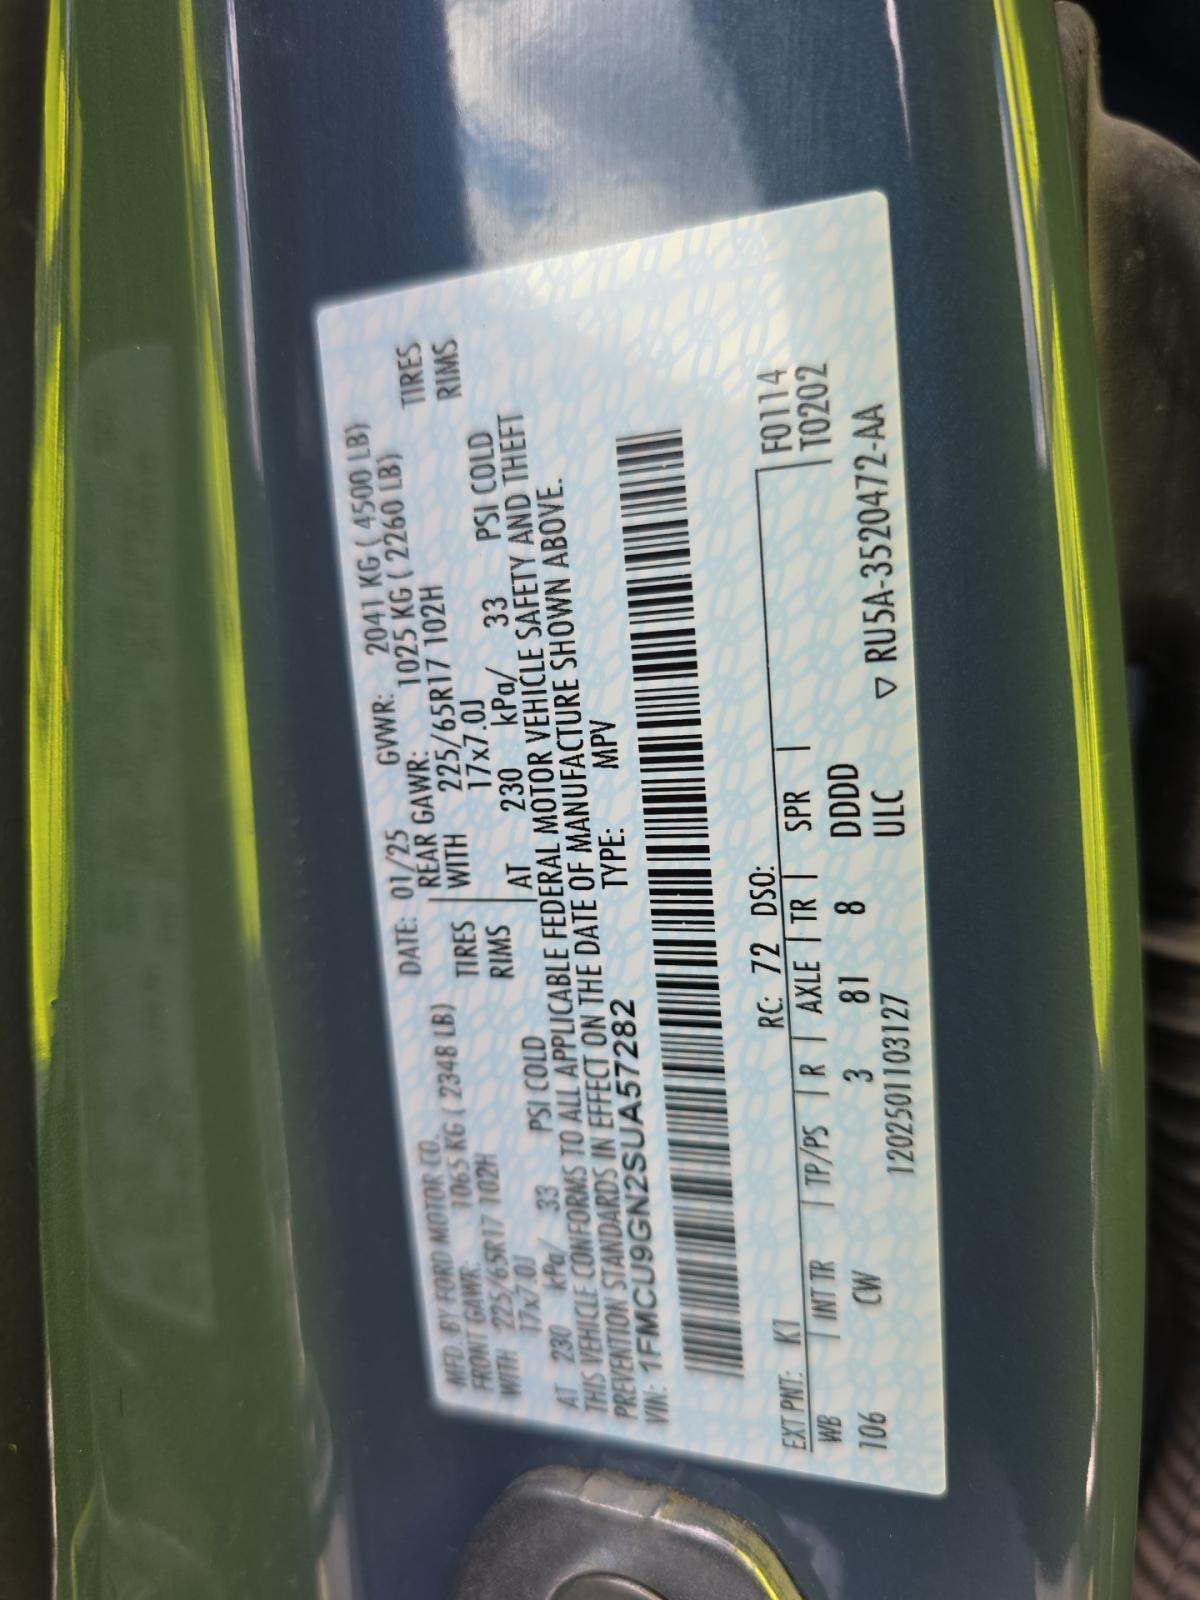 MFD. BY FORD MOTOR CO. DATE: 01/25 GVWR: 2041 KG ( 4500 LB)
FRONT GAWR: 1065 KG ( 2348 LB) REAR GAWR: 1025 KG ( 2260 LB)
WITH 225/65R17 102H TIRES WITH 225/65R17 102H TIRES
17x7.0J RIMS 17x7.0J RIMS
AT 230 kPa/ 33 PSI COLD AT 230 kPa/ 33 PSI COLD
THIS VEHICLE CONFORMS TO ALL APPLICABLE FEDERAL MOTOR VEHICLE SAFETY AND THEFT
PREVENTION STANDARDS IN EFFECT ON THE DATE OF MANUFACTURE SHOWN ABOVE.
VIN: 1FMCU9GN2SUA57282 TYPE: MPV
EXT PNT: K1 RC: 72 DSO: F0114
WB INT TR TP/PS R AXLE TR SPR T0202
106 CW 3 81 8 DDDD
120250110 3127 ULC ▽ RU5A-3520472-AA